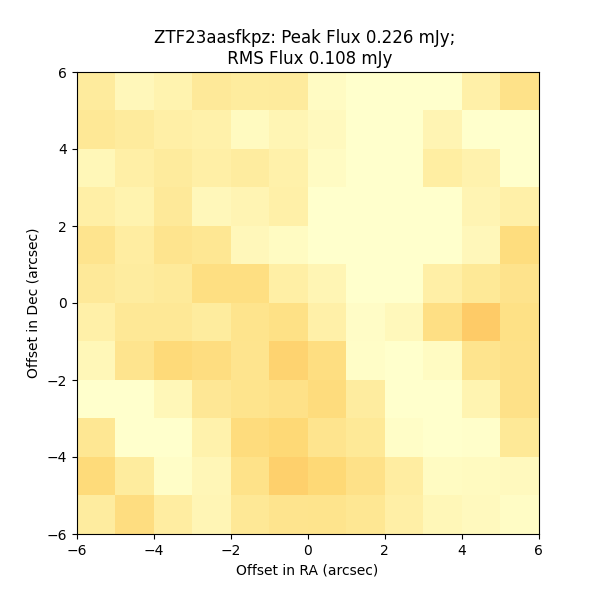 ZTF23aasfkpz: Peak Flux 0.226 mJy;
RMS Flux 0.108 mJy
6
4
2
0
−2
−4
−6
Offset in Dec (arcsec)
−6 −4 −2 0 2 4 6
Offset in RA (arcsec)